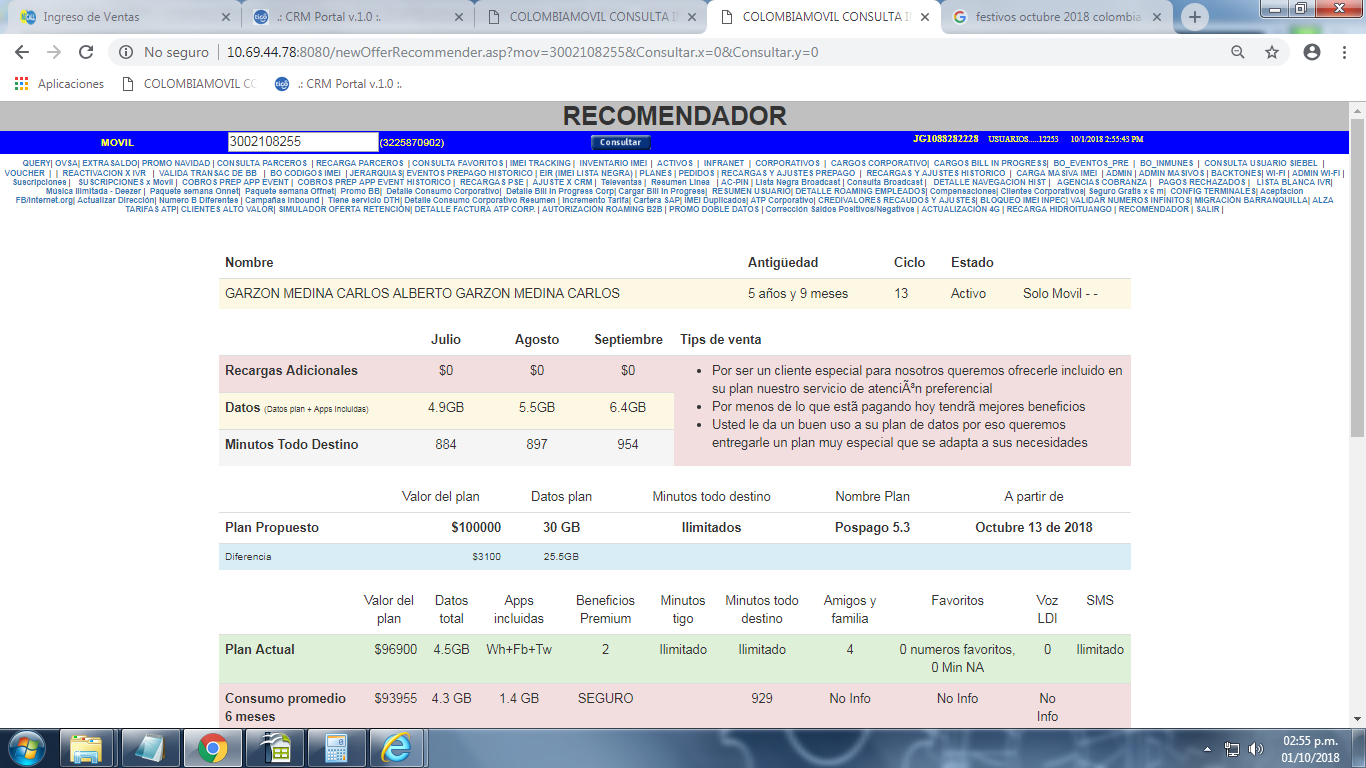 Ingreso de Ventas
.: CRM Portal v.1.0 :.
COLOMBIAMOVIL CONSULTA I
COLOMBIAMOVIL CONSULTA I
festivos octubre 2018 colombia
No seguro | 10.69.44.78:8080/newOfferRecommender.asp?mov=3002108255&Consultar.x=0&Consultar.y=0
Aplicaciones COLOMBIAMOVIL CO .: CRM Portal v.1.0 :.
RECOMENDADOR
MOVIL 3002108255 (3225870902) Consultar JG1088282228 USUARIOS.....12253 10/1/2018 2:55:43 PM
QUERY| OVSA| EXTRASALDO| PROMO NAVIDAD | CONSULTA PARCEROS | RECARGA PARCEROS | CONSULTA FAVORITOS | IMEI TRACKING | INVENTARIO IMEI | ACTIVOS | INFRANET | CORPORATIVOS | CARGOS CORPORATIVO| CARGOS BILL IN PROGRESS| BO_EVENTOS_PRE | BO_INMUNES | CONSULTA USUARIO SIEBEL |
VOUCHER | | REACTIVACION X IVR | VALIDA TRANSAC DE BB | BO CODIGOS IMEI | JERARQUIAS| EVENTOS PREPAGO HISTORICO | EIR (IMEI LISTA NEGRA) | PLANES | PEDIDOS | RECARGAS Y AJUSTES PREPAGO | RECARGAS Y AJUSTES HISTORICO | CARGA MASIVA IMEI | ADMIN | ADMIN MASIVOS | BACKTONES| WI-FI | ADMIN WI-FI |
Suscripciones | SUSCRIPCIONES x Movil | COBROS PREP APP EVENT | COBROS PREP APP EVENT HISTORICO | RECARGAS PSE | AJUSTE X CRM | Televentas | Resumen Linea | AC-PIN | Lista Negra Broadcast | Consulta Broadcast | DETALLE NAVEGACION HIST | AGENCIAS COBRANZA | PAGOS RECHAZADOS | LISTA BLANCA IVR|
Música Ilimitada - Deezer | Paquete semana Onnet| Paquete semana Offnet| Promo BB| Detalle Consumo Corporativo| Detalle Bill In Progress Corp| Cargar Bill In Progress| RESUMEN USUARIO| DETALLE ROAMING EMPLEADOS| Compensaciones| Clientes Corporativos| Seguro Gratis x 6 m| CONFIG TERMINALES| Aceptacion
FB/Internet.org| Actualizar Dirección| Numero B Diferentes | Campañas Inbound | Tiene servicio DTH| Detalle Consumo Corporativo Resumen | Incremento Tarifa| Cartera SAP| IMEI Duplicados| ATP Corporativo| CREDIVALORES RECAUDOS Y AJUSTES| BLOQUEO IMEI INPEC| VALIDAR NUMEROS INFINITOS| MIGRACIÓN BARRANQUILLA| ALZA
TARIFAS ATP| CLIENTES ALTO VALOR| SIMULADOR OFERTA RETENCIÓN| DETALLE FACTURA ATP CORP. | AUTORIZACIÓN ROAMING B2B | PROMO DOBLE DATOS | Corrección Saldos Positivos/Negativos | ACTUALIZACIÓN 4G | RECARGA HIDROITUANGO | RECOMENDADOR | SALIR |
Nombre Antigüedad Ciclo Estado
GARZON MEDINA CARLOS ALBERTO GARZON MEDINA CARLOS 5 años y 9 meses 13 Activo Solo Movil - -
Julio Agosto Septiembre Tips de venta
Recargas Adicionales $0 $0 $0
Datos (Datos plan + Apps incluidas) 4.9GB 5.5GB 6.4GB
Minutos Todo Destino 884 897 954
• Por ser un cliente especial para nosotros queremos ofrecerle incluido en
su plan nuestro servicio de atenciÃ³n preferencial
• Por menos de lo que estã pagando hoy tendrã mejores beneficios
• Usted le da un buen uso a su plan de datos por eso queremos
entregarle un plan muy especial que se adapta a sus necesidades
Valor del plan Datos plan Minutos todo destino Nombre Plan A partir de
Plan Propuesto $100000 30 GB Ilimitados Pospago 5.3 Octubre 13 de 2018
Diferencia $3100 25.5GB
Valor del plan Datos total Apps incluidas Beneficios Premium Minutos tigo Minutos todo destino Amigos y familia Favoritos Voz LDI SMS
Plan Actual $96900 4.5GB Wh+Fb+Tw 2 Ilimitado Ilimitado 4 0 numeros favoritos, 0 Min NA 0 Ilimitado
Consumo promedio 6 meses $93955 4.3 GB 1.4 GB SEGURO 929 No Info No Info No Info
02:55 p.m.
01/10/2018